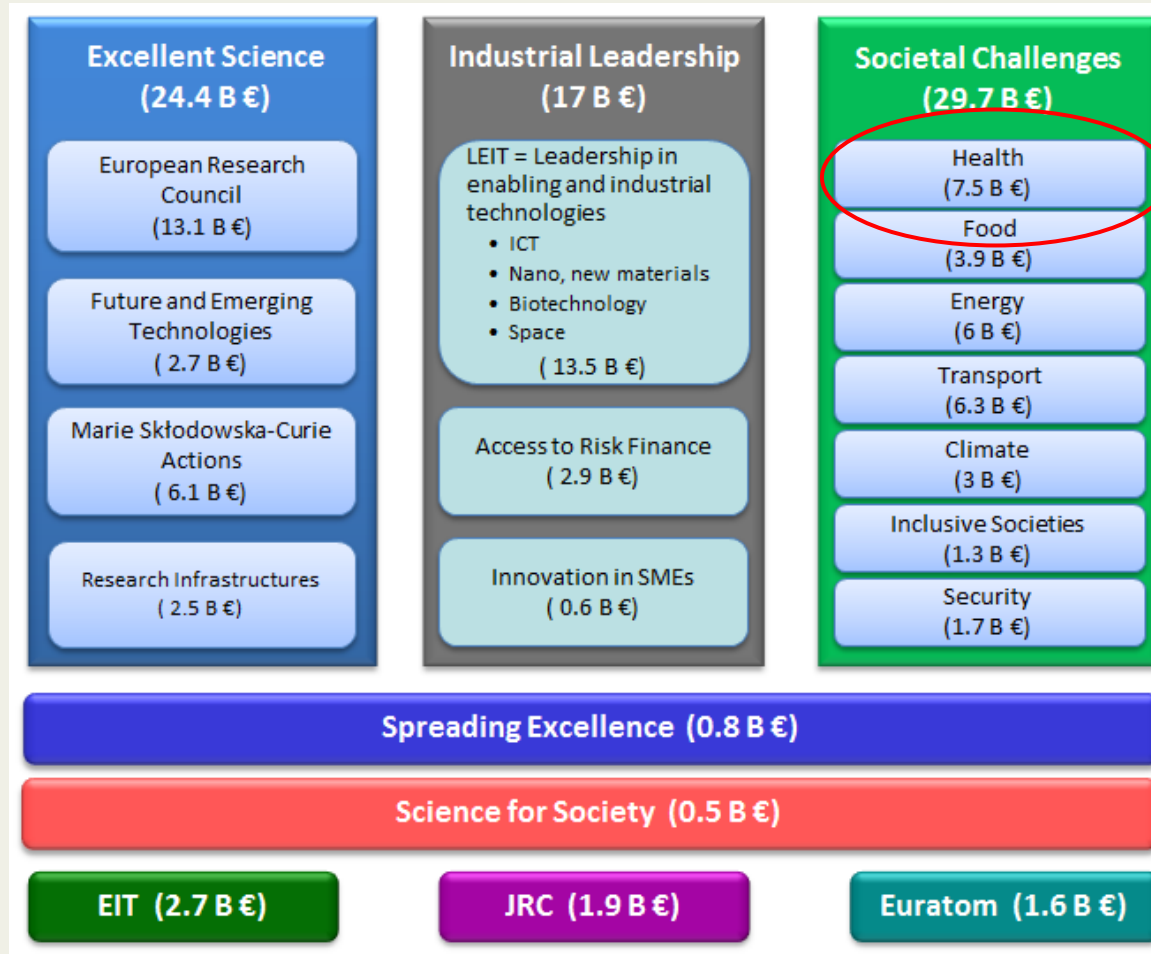 Excellent Science
(24.4 B €)
European Research
Council
(13.1 B €)
Future and Emerging
Technologies
( 2.7 B €)
Marie Skłodowska-Curie
Actions
( 6.1 B €)
Research Infrastructures
( 2.5 B €)
Industrial Leadership
(17 B €)
LEIT = Leadership in
enabling and industrial
technologies
• ICT
• Nano, new materials
• Biotechnology
• Space
( 13.5 B €)
Access to Risk Finance
( 2.9 B €)
Innovation in SMEs
( 0.6 B €)
Societal Challenges
(29.7 B €)
Health
(7.5 B €)
Food
(3.9 B €)
Energy
(6 B €)
Transport
(6.3 B €)
Climate
(3 B €)
Inclusive Societies
(1.3 B €)
Security
(1.7 B €)
Spreading Excellence (0.8 B €)
Science for Society (0.5 B €)
EIT (2.7 B €)
JRC (1.9 B €)
Euratom (1.6 B €)